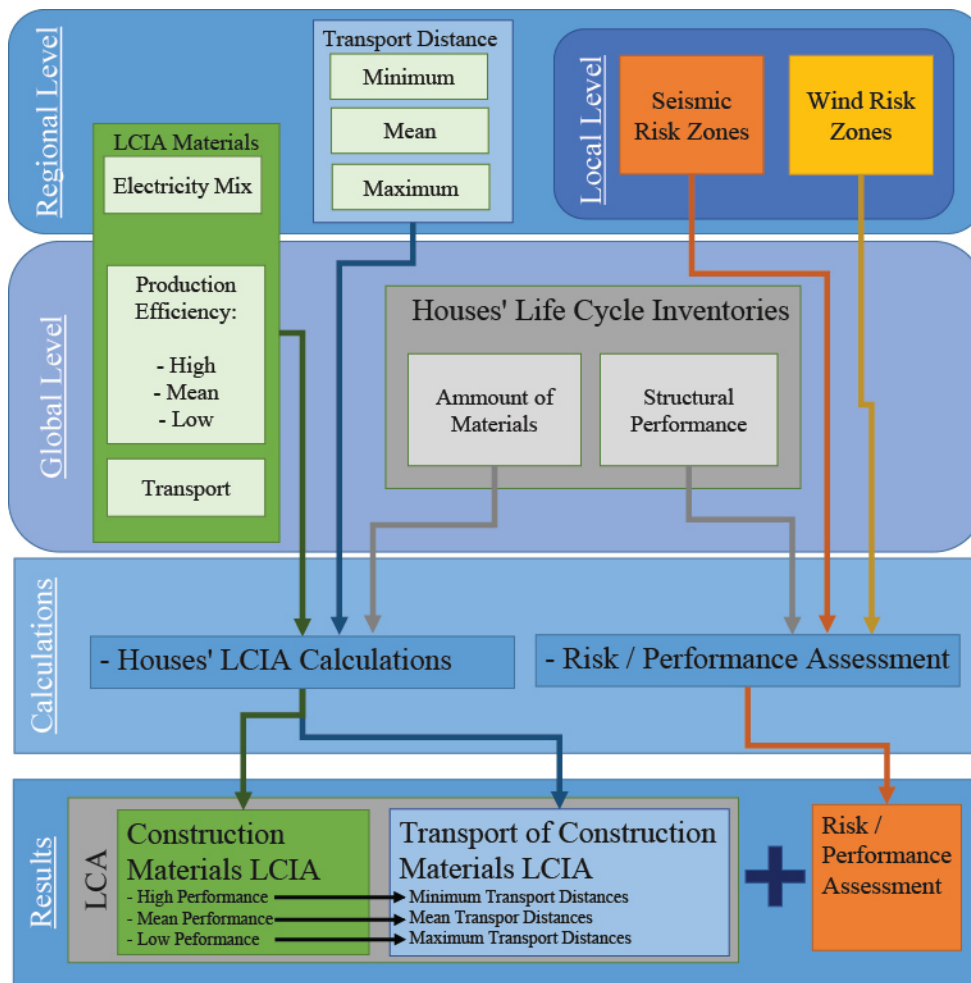 Regional Level
Transport Distance
Minimum
Mean
Maximum
LCIA Materials
Electricity Mix
Local Level
Seismic
Risk Zones
Wind Risk
Zones
Global Level
Production
Efficiency:
- High
- Mean
- Low
Transport
Houses' Life Cycle Inventories
Ammount of
Materials
Structural
Performance
Calculations
- Houses' LCIA Calculations
- Risk / Performance Assessment
Results
LCA
Construction
Materials LCIA
- High Performance
- Mean Performance
- Low Peformance
Transport of Construction
Materials LCIA
Minimum Transport Distances
Mean Transpor Distances
Maximum Transport Distances
Risk /
Performance
Assessment